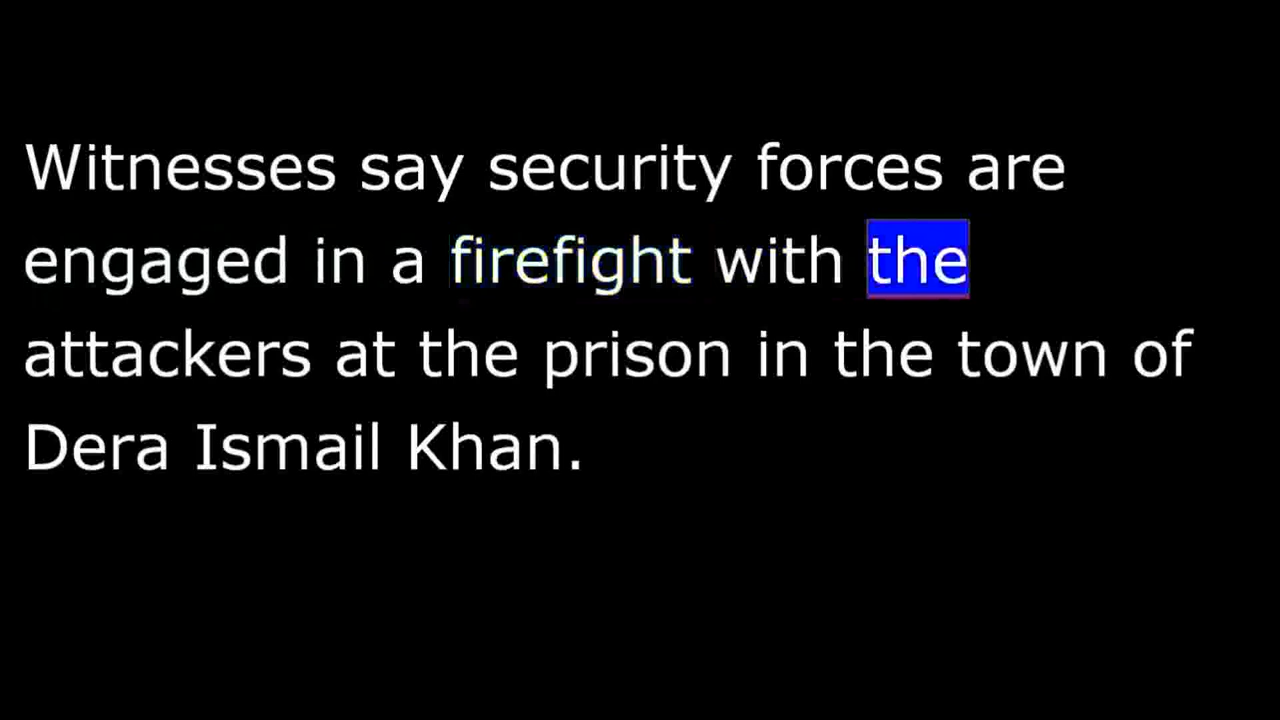 Witnesses say security forces are
engaged in a firefight with the
attackers at the prison in the town of
Dera Ismail Khan.